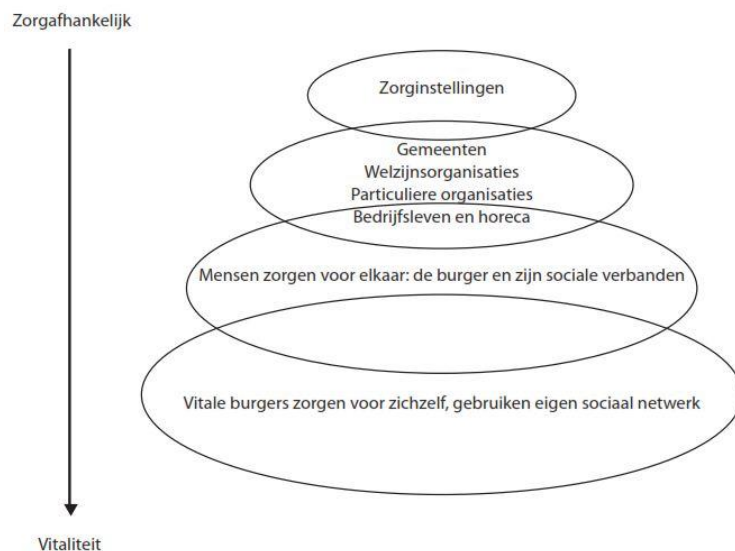 Zorgafhankelijk
Zorginstellingen
Gemeenten
Welzijnsorganisaties
Particuliere organisaties
Bedrijfsleven en horeca
Mensen zorgen voor elkaar: de burger en zijn sociale verbanden
Vitale burgers zorgen voor zichzelf, gebruiken eigen sociaal netwerk
Vitaliteit